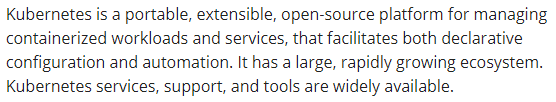 Kubernetes is a portable, extensible, open-source platform for managing
containerized workloads and services, that facilitates both declarative
configuration and automation. It has a large, rapidly growing ecosystem.
Kubernetes services, support, and tools are widely available.